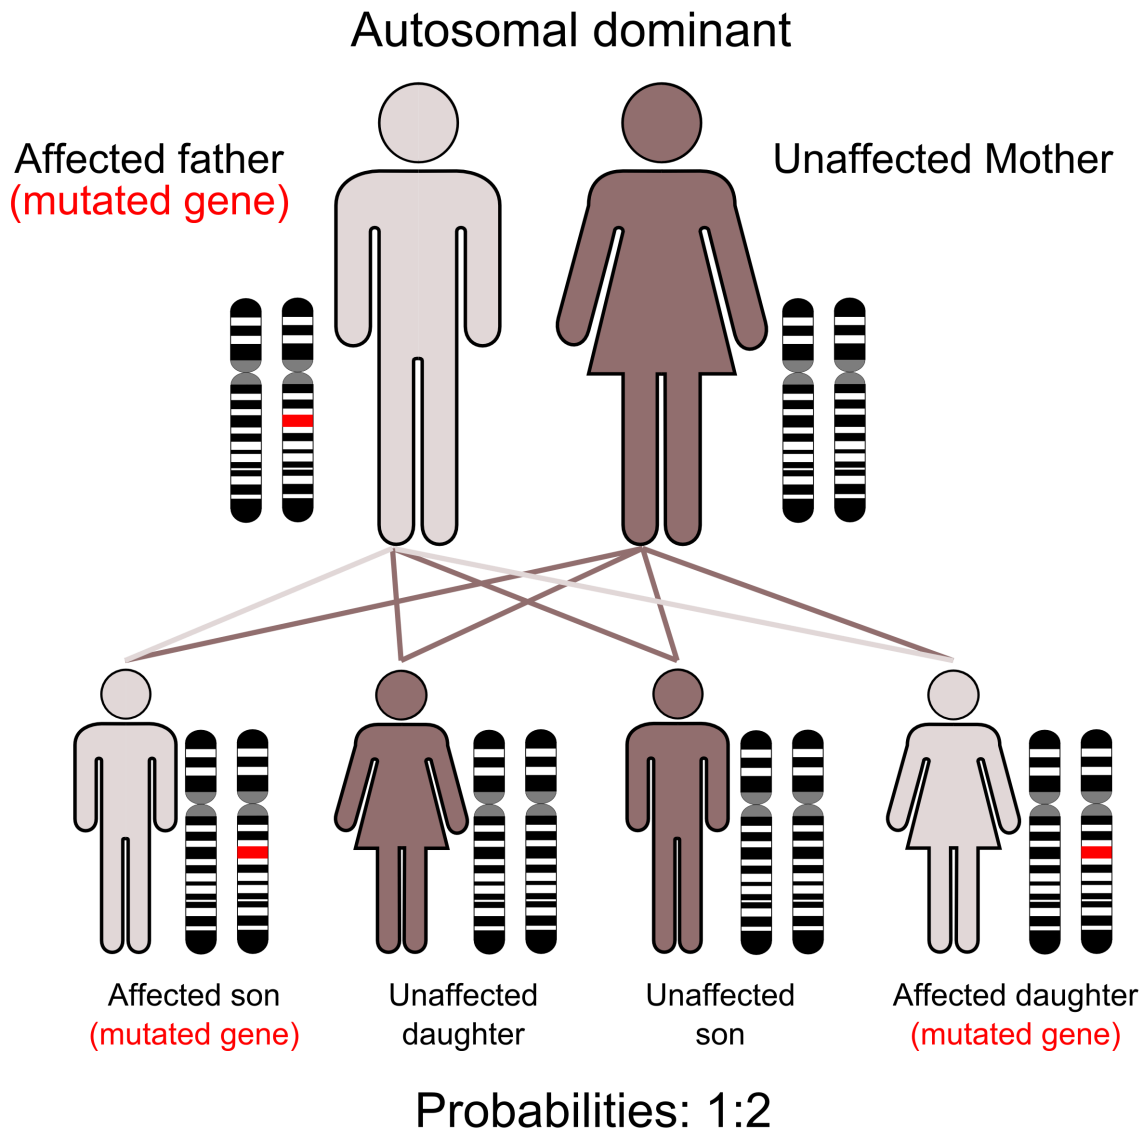 Autosomal dominant
Affected father
(mutated gene)
Unaffected Mother
Affected son
(mutated gene)
Unaffected
daughter
Unaffected
son
Affected daughter
(mutated gene)
Probabilities: 1:2